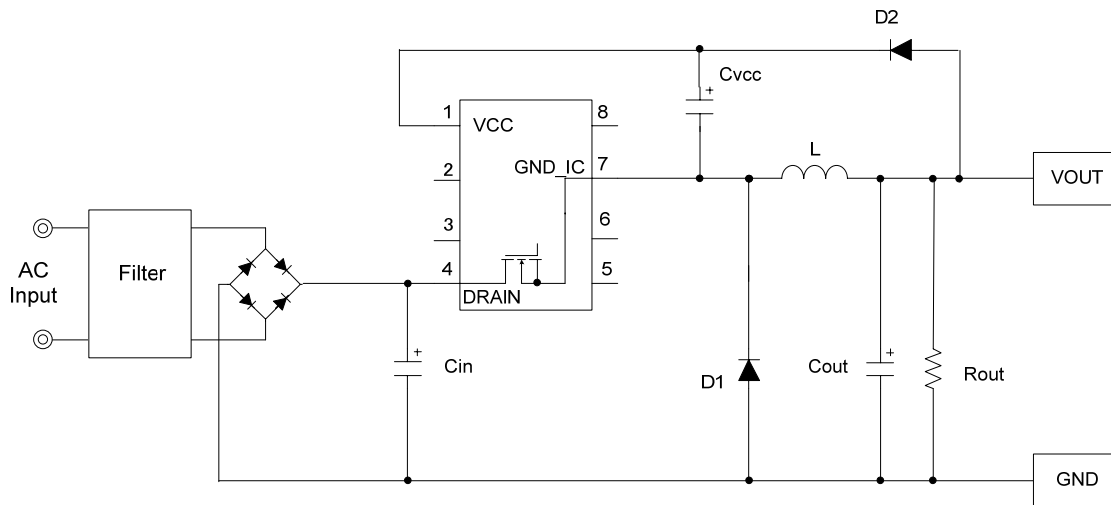 D2
Cvcc
+
1
VCC
8
GND_IC
7
L
2
VOUT
3
6
AC
Input
Filter
4
DRAIN
5
+
Cin
D1
Cout
+
Rout
GND